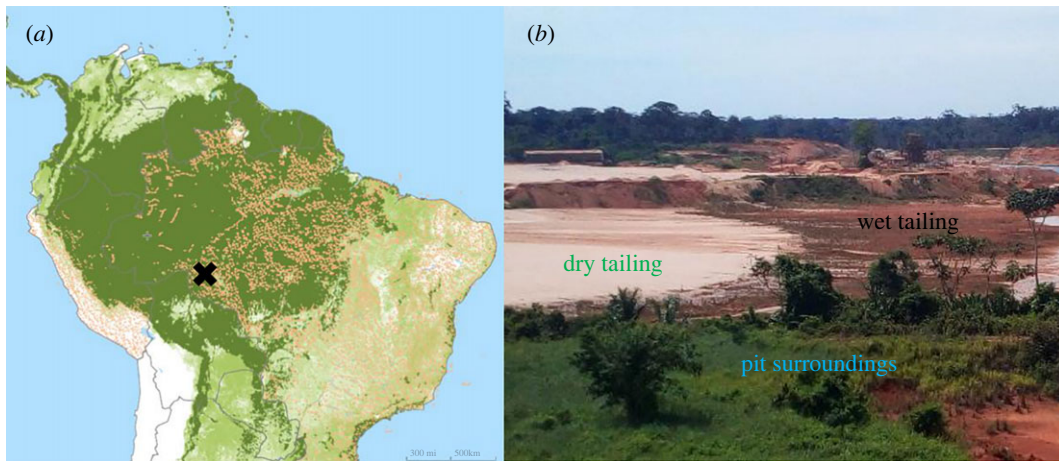 (a)
300 mi
500km
(b)
wet tailing
dry tailing
pit surroundings